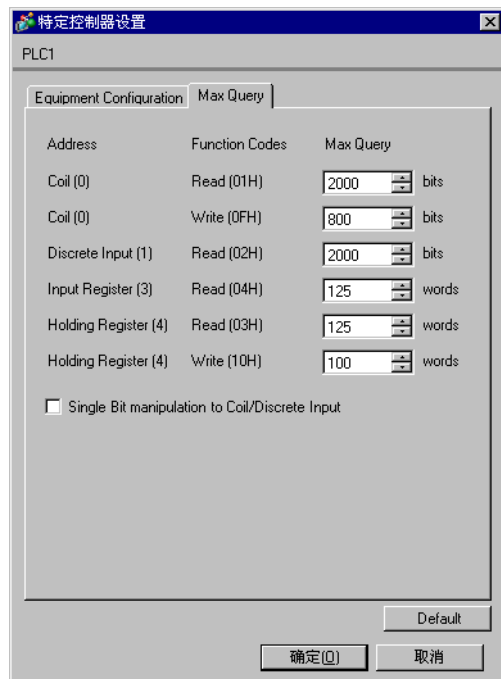 特定控制器设置
PLC1
Equipment Configuration Max Query
Address Function Codes Max Query
Coil (0) Read (01H) 2000 bits
Coil (0) Write (0FH) 800 bits
Discrete Input (1) Read (02H) 2000 bits
Input Register (3) Read (04H) 125 words
Holding Register (4) Read (03H) 125 words
Holding Register (4) Write (10H) 100 words
Single Bit manipulation to Coil/Discrete Input
Default
确定(O) 取消